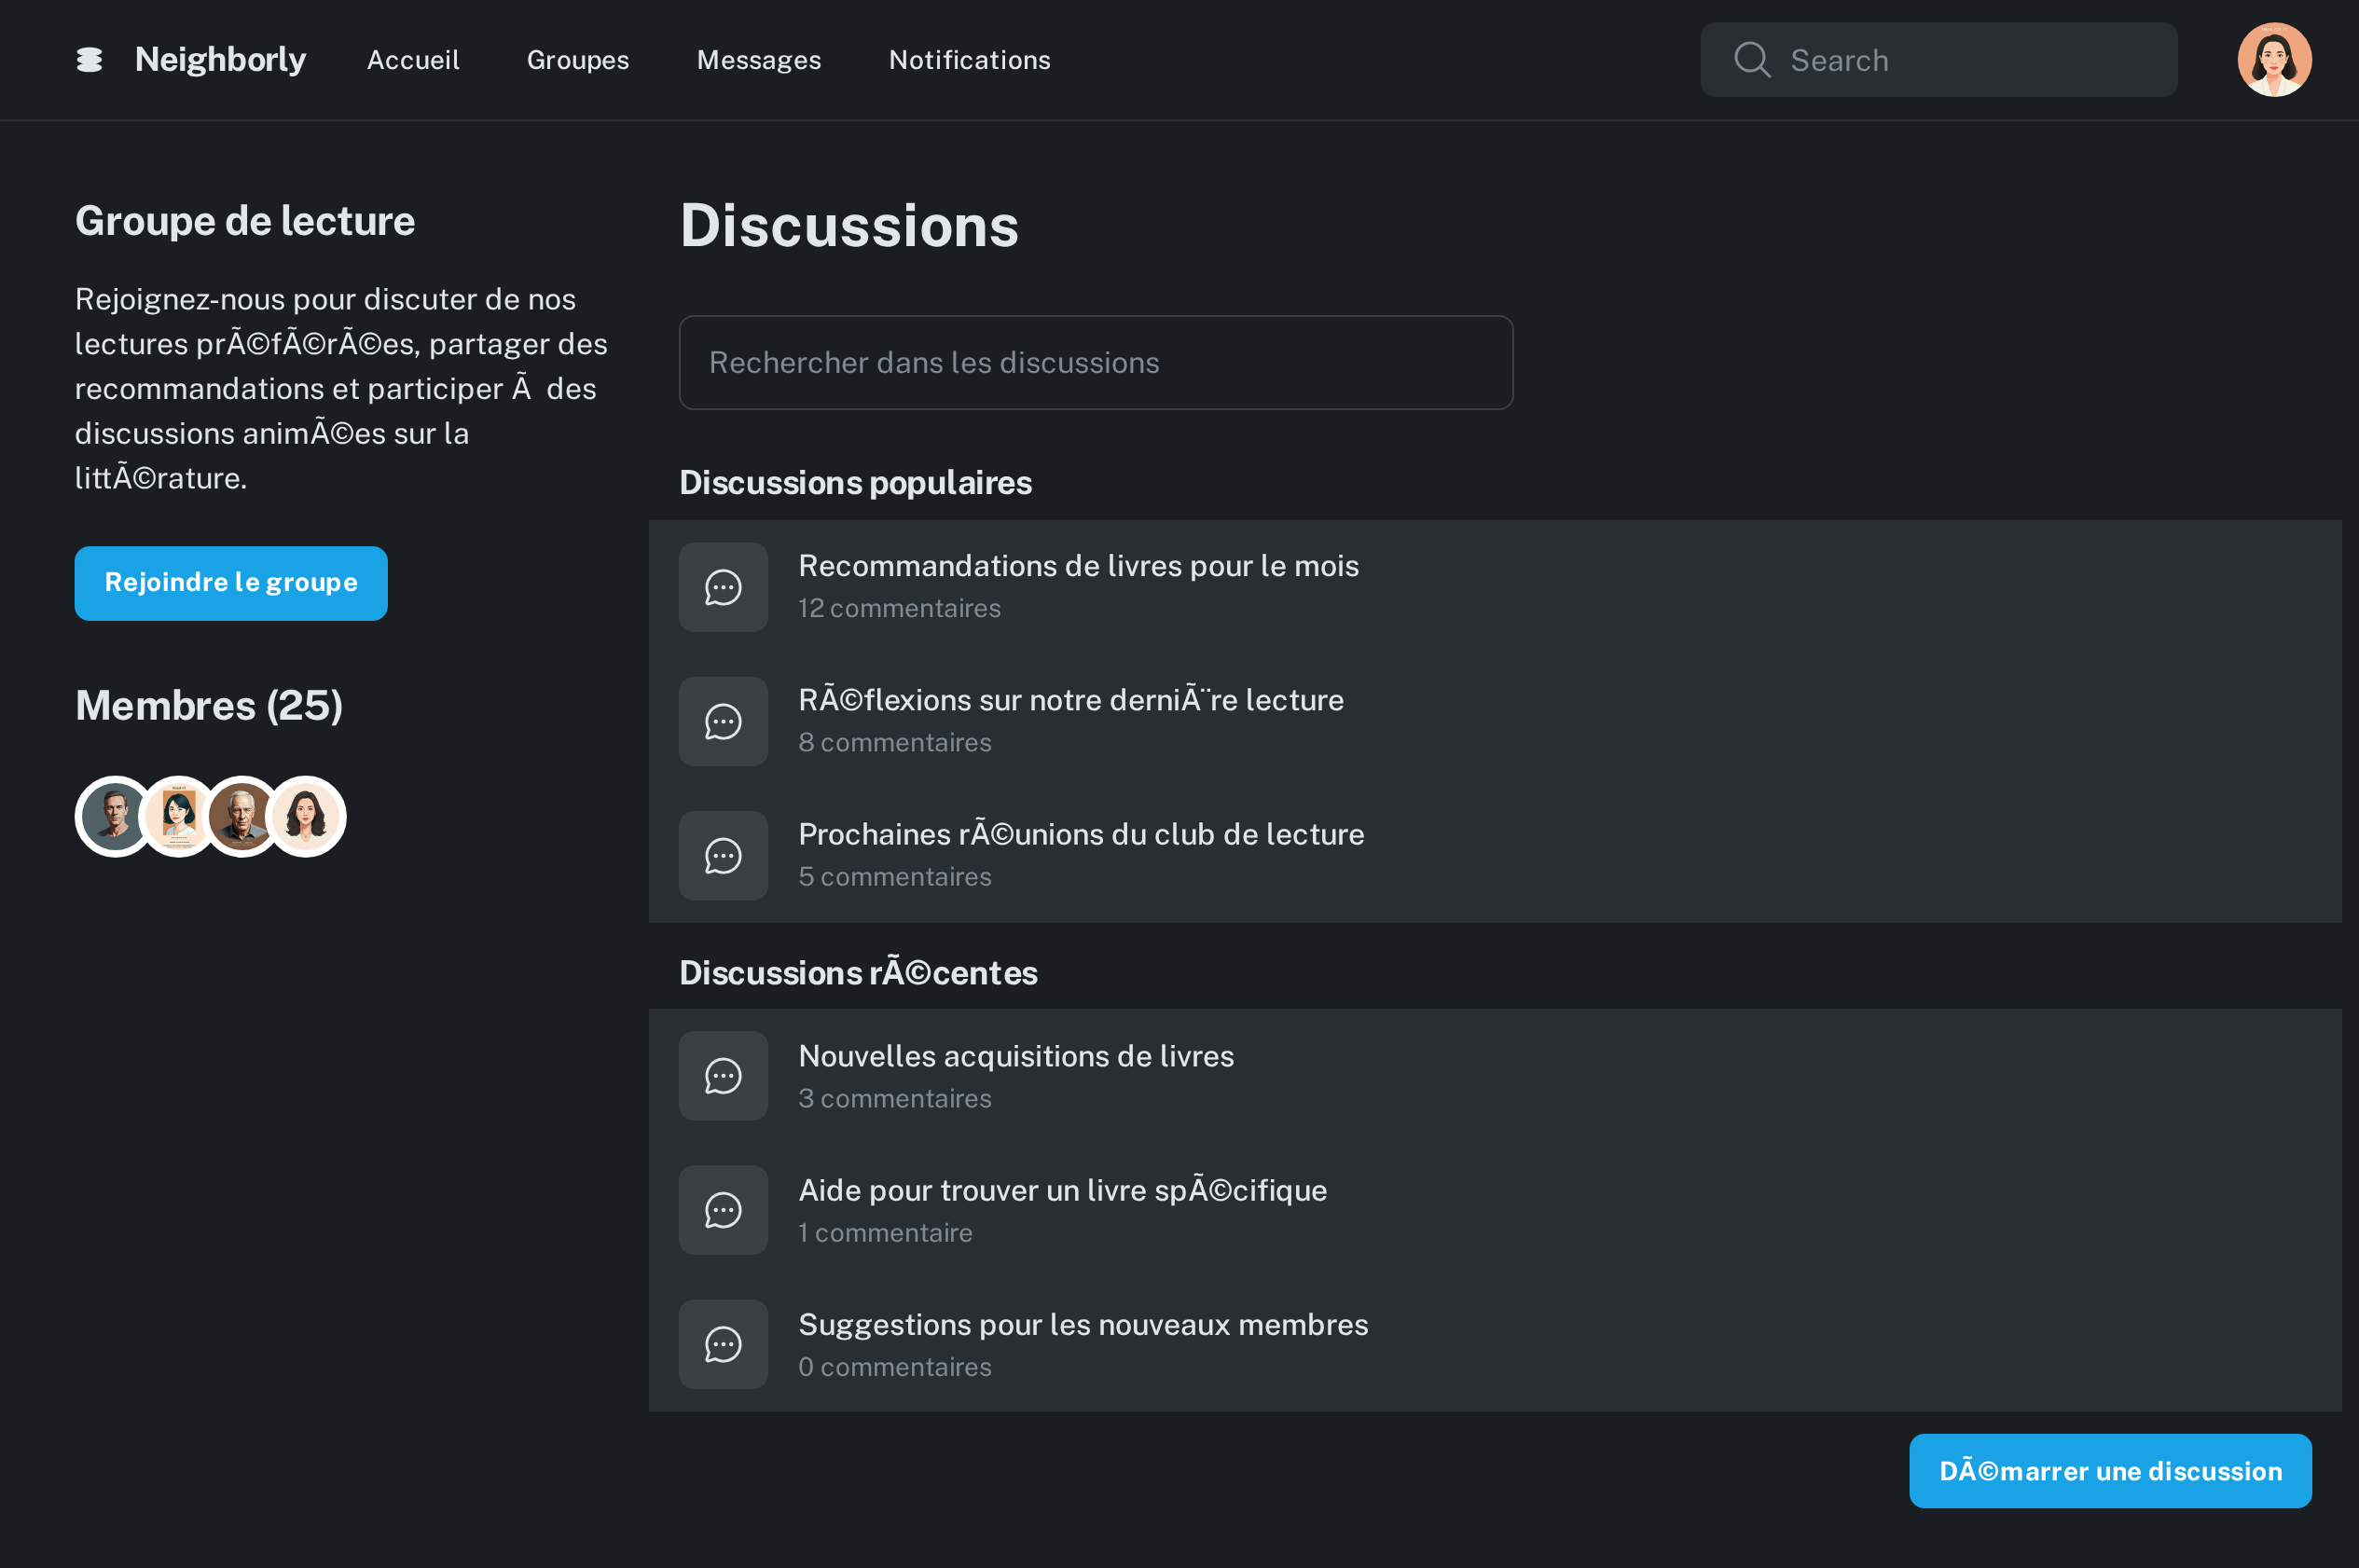 Neighborly
Accueil
Groupes
Messages
Notifications
Search
Groupe de lecture
Rejoignez-nous pour discuter de nos
lectures prÃ©fÃ©rÃ©es, partager des
recommandations et participer Ã  des
discussions animÃ©es sur la
littÃ©rature.
Rejoindre le groupe
Membres (25)
Discussions
Rechercher dans les discussions
Discussions populaires
Recommandations de livres pour le mois
12 commentaires
RÃ©flexions sur notre derniÃ¨re lecture
8 commentaires
Prochaines rÃ©unions du club de lecture
5 commentaires
Discussions rÃ©centes
Nouvelles acquisitions de livres
3 commentaires
Aide pour trouver un livre spÃ©cifique
1 commentaire
Suggestions pour les nouveaux membres
0 commentaires
DÃ©marrer une discussion